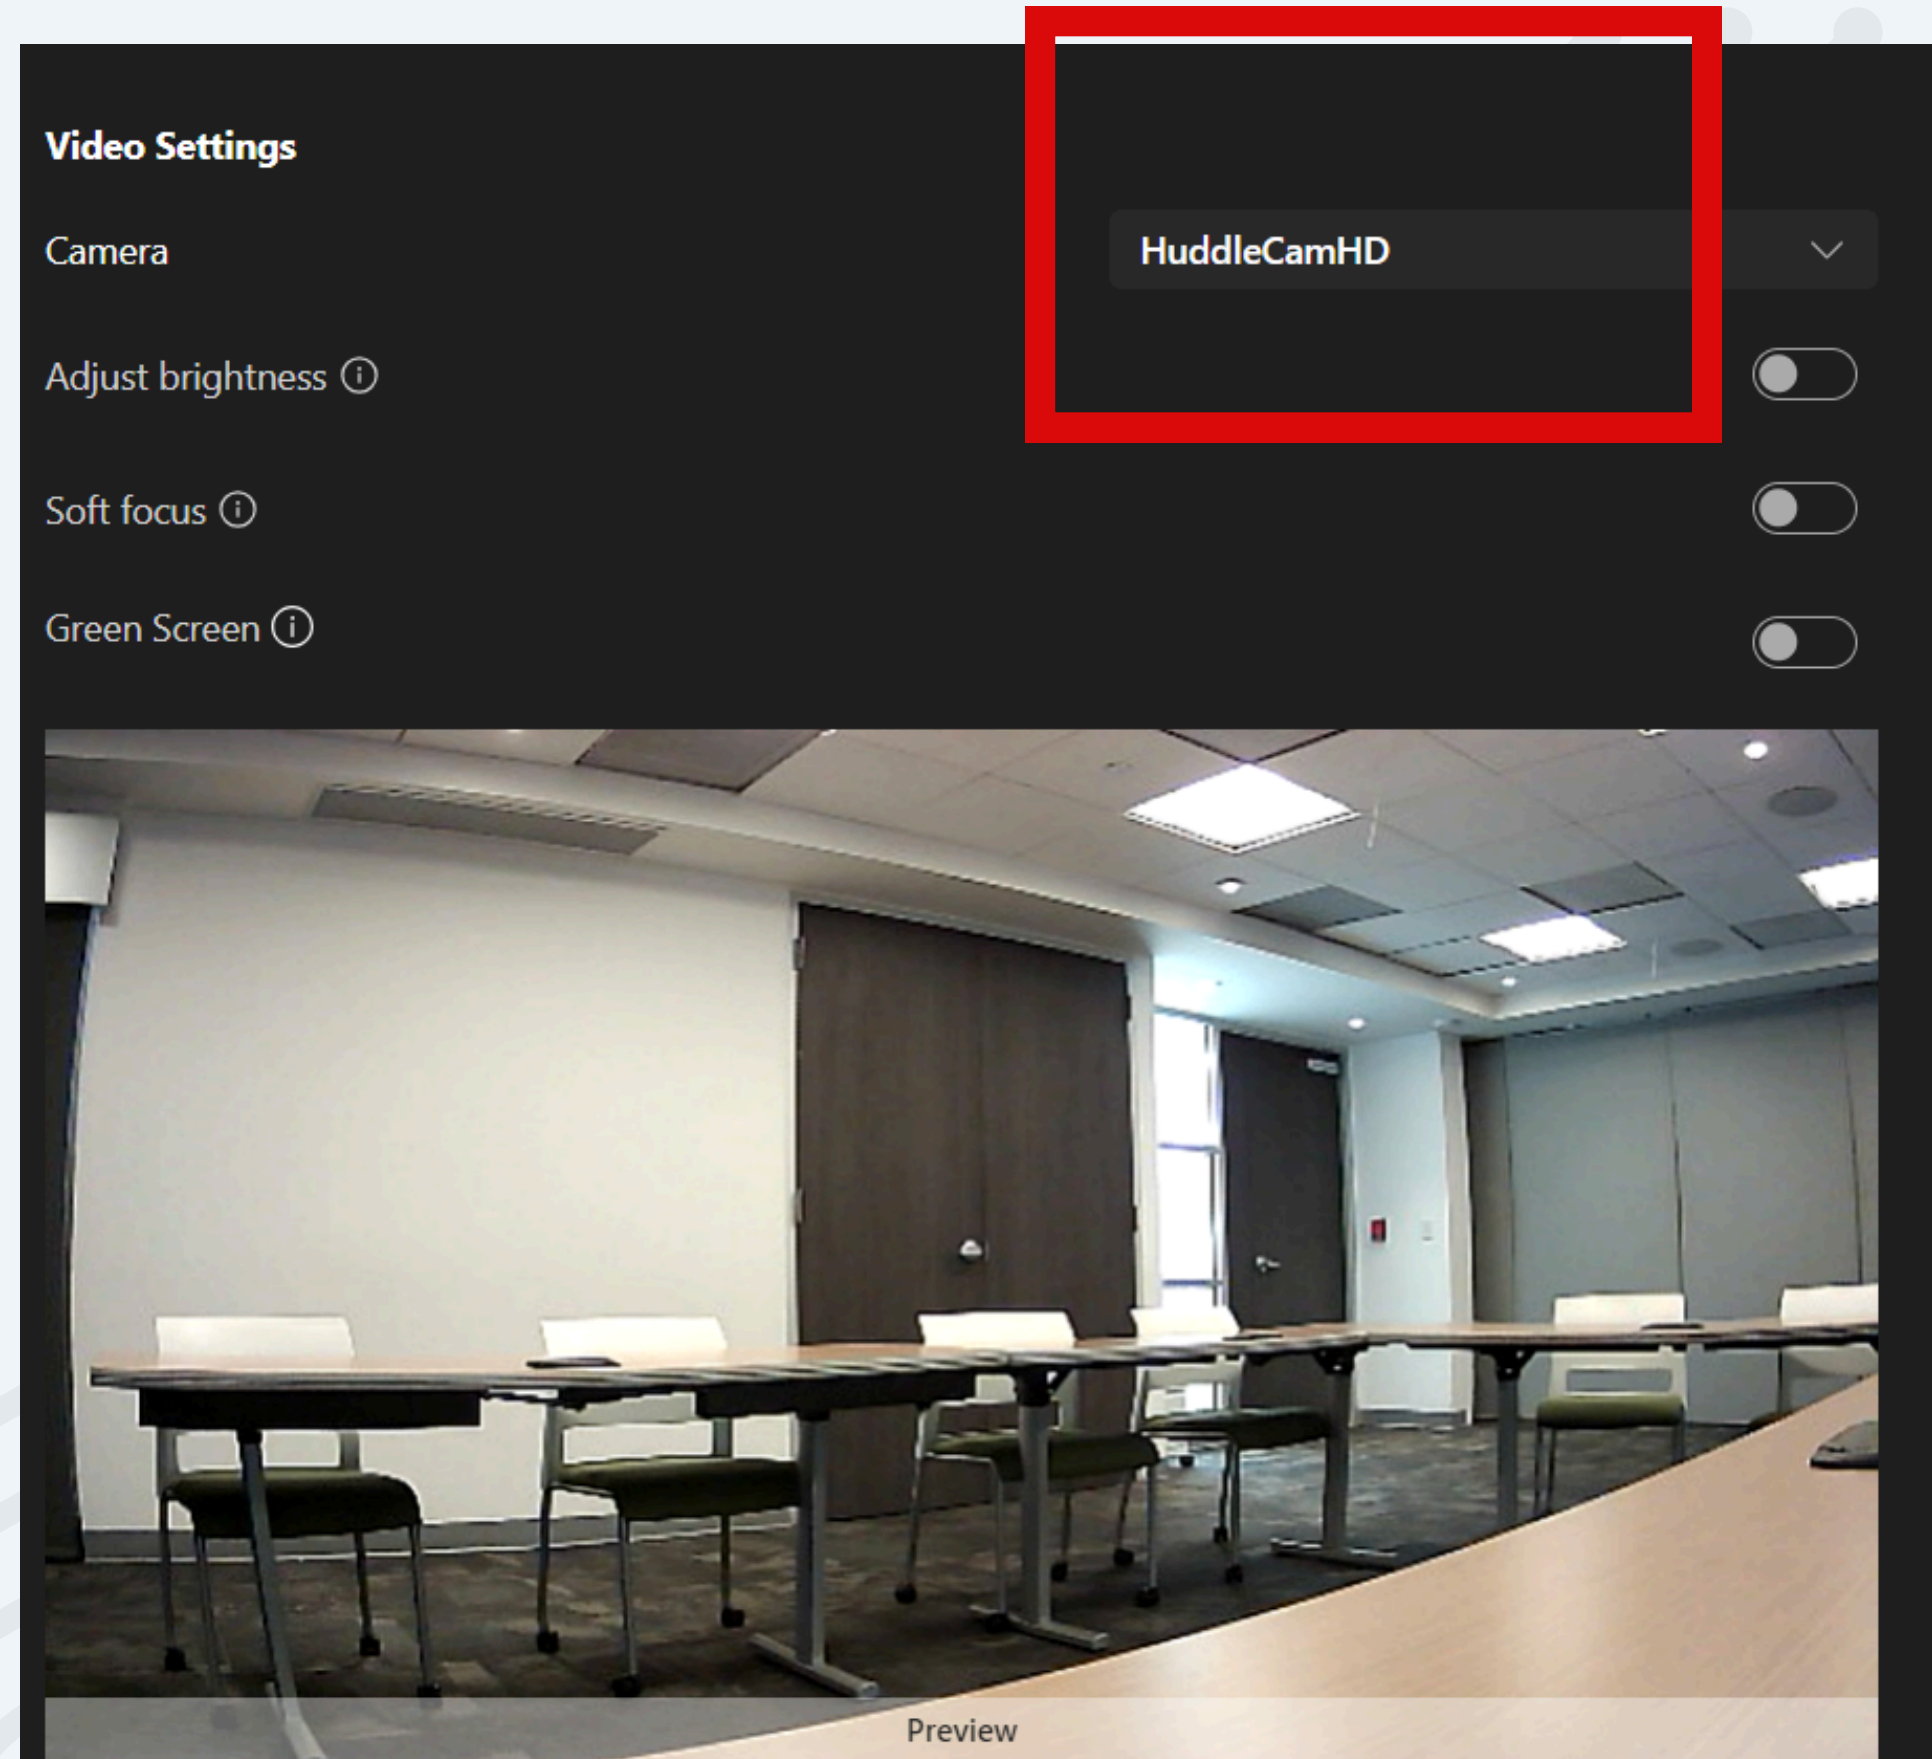 Video Settings
Camera
HuddleCamHD
Adjust brightness
Soft focus
Green Screen
Preview